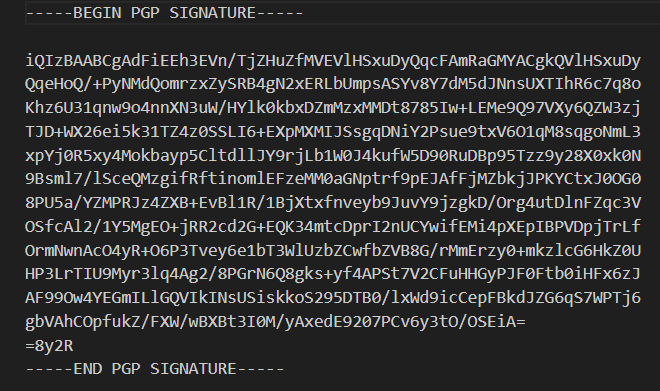 -----BEGIN PGP SIGNATURE-----

iQIzBAABCgAdFiEEh3EVn/TjZHuZfMVEVlHSxuDyQqcFAmRaGMYACgkQVlHSxuDy
QqeHoQ/+PyNMdQomrzxZySRB4gN2xERLbUmpsASYv8Y7dM5dJNnsUXTIhR6c7q8o
Khz6U31qnw9o4nnXN3uW/HYlk0kbxDZmMzxMMDt8785Iw+LEMe9Q97VXy6QZW3zj
TJD+WX26ei5k31TZ4z0SSLI6+EXpMXMIJSsgqDNiY2Psue9txV6O1qM8sqgoNmL3
xpYj0R5xy4Mokbayp5CltdllJY9rjLb1W0J4kufW5D90RuDBp95Tzz9y28X0xk0N
9Bsml7/lSceQMzgifRftinomlEFzeMM0aGNptrf9pEJAfFjMZbkjJPKYCtxJ0OG0
8PU5a/YZMPRJz4ZXB+EvBl1R/1BjXtxfnveyb9JuvY9jzgkD/Org4utDlnFZqc3V
OSfcAl2/1Y5MgEO+jRR2cd2G+EQK34mtcDprI2nUCYwifEMi4pXEpIBPVDpjTrLf
OrmNwnAcO4yR+O6P3Tvey6e1bT3WlUzbZCwfbZVB8G/rMmErzy0+mkzlcG6HkZ0U
HP3LrTIU9Myr3lq4Ag2/8PGrN6Q8gks+yf4APSt7V2CFuHHGyPJF0Ftb0iHFx6zJ
AF99Ow4YEGmILlGQVIkINsUSiskkoS295DTB0/lxWd9icCepFBkdJZG6qS7WPTj6
gbVAhCOpfukZ/FXW/wBXBt3I0M/yAxedE9207PCv6y3tO/OSEiA=
=8y2R
-----END PGP SIGNATURE-----